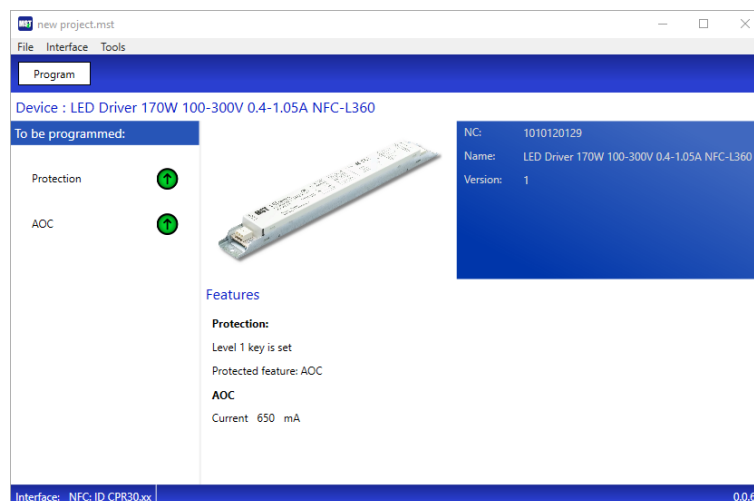 new project.mst
File Interface Tools
Program
Device : LED Driver 170W 100-300V 0.4-1.05A NFC-L360
To be programmed:
Protection
AOC
NC: 1010120129
Name: LED Driver 170W 100-300V 0.4-1.05A NFC-L360
Version: 1
Features
Protection:
Level 1 key is set
Protected feature: AOC
AOC
Current 650 mA
Interface: NFC: ID CPR30.xx